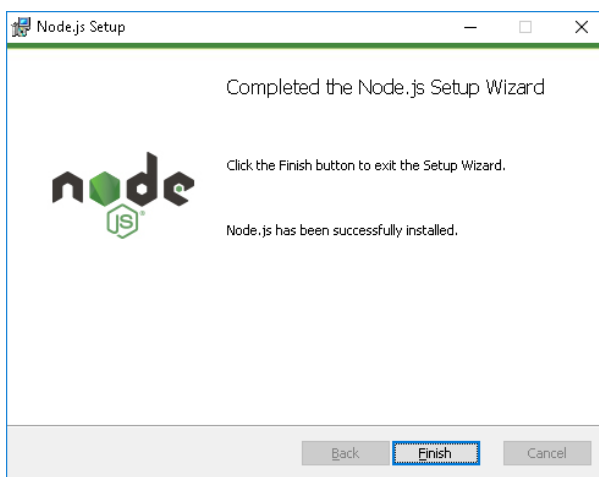 Node.js Setup
Completed the Node.js Setup Wizard
Click the Finish button to exit the Setup Wizard.
node
JS
Node.js has been successfully installed.
Back Finish Cancel